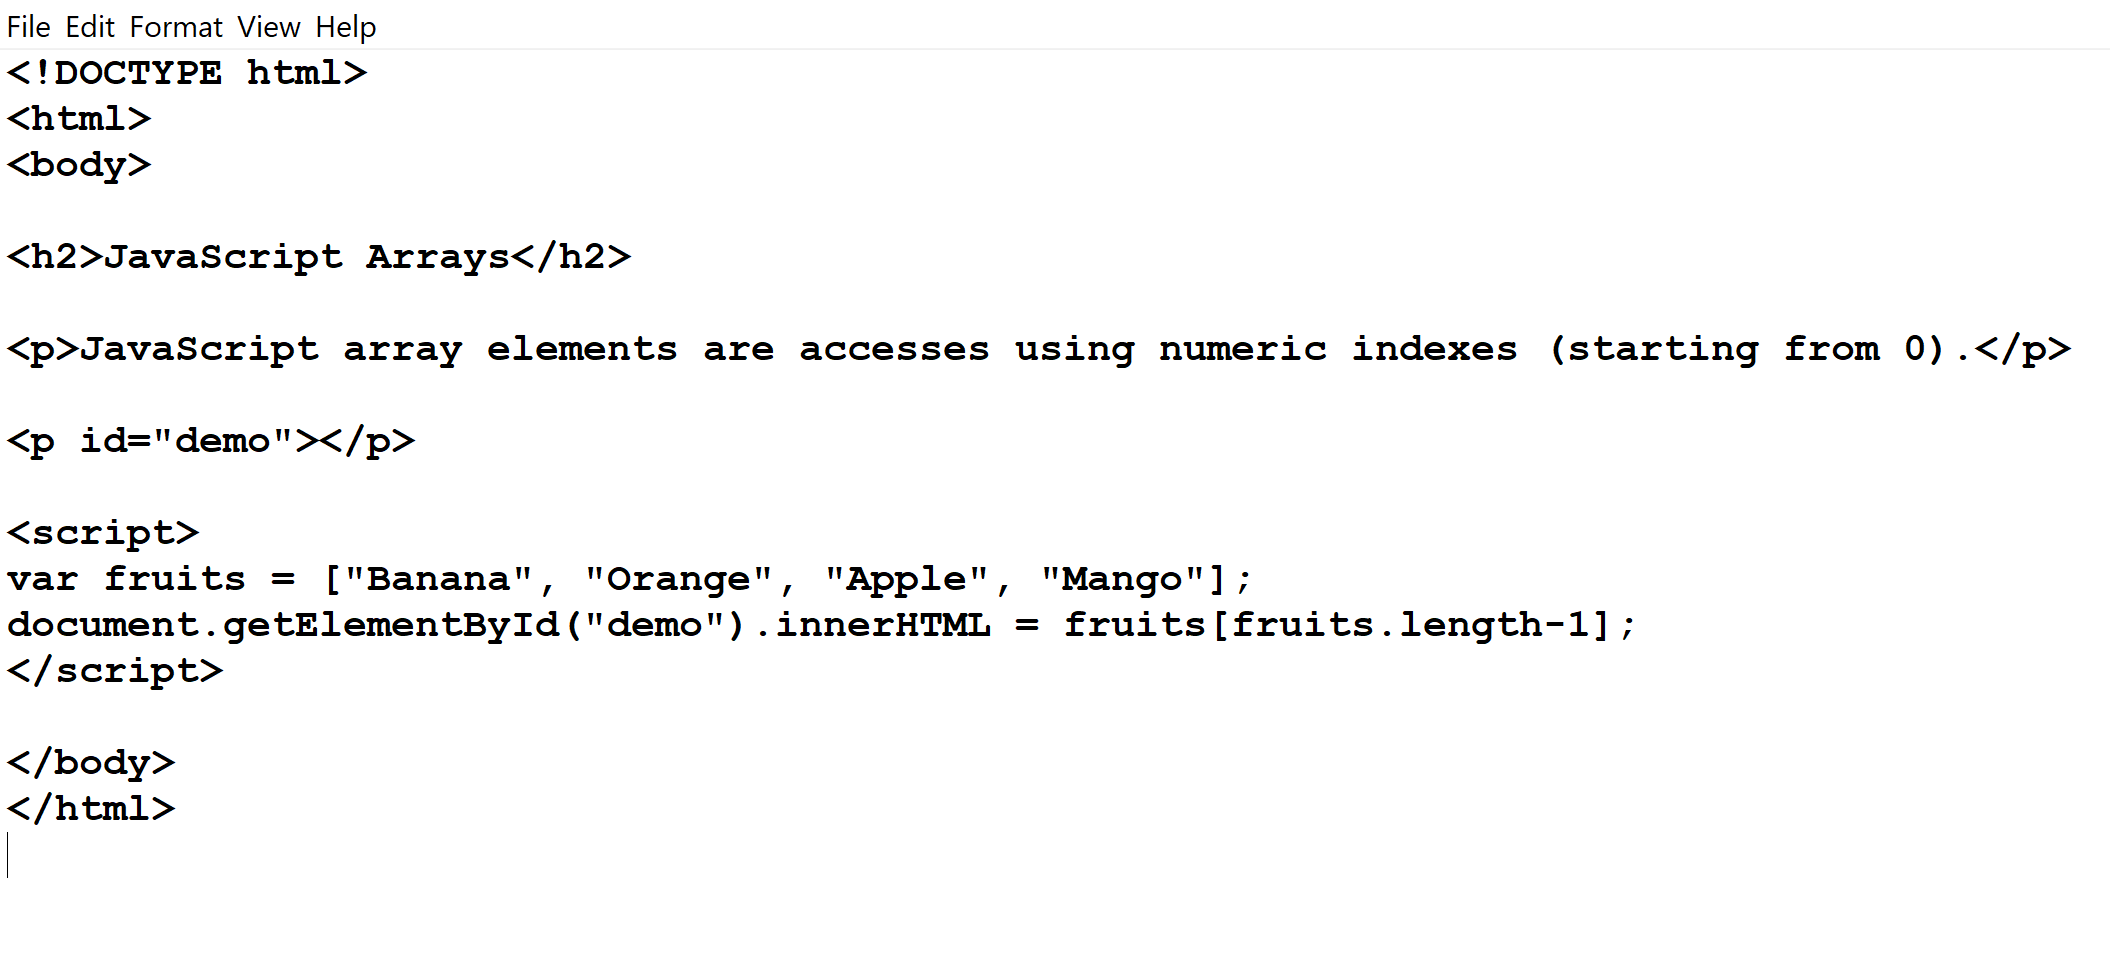 File Edit Format View Help
<!DOCTYPE html>
<html>
<body>
<h2>JavaScript Arrays</h2>
<p>JavaScript array elements are accesses using numeric indexes (starting from 0).</p>
<p id="demo"></p>
<script>
var fruits = ["Banana", "Orange", "Apple", "Mango"];
document.getElementById("demo").innerHTML = fruits[fruits.length-1];
</script>
</body>
</html>